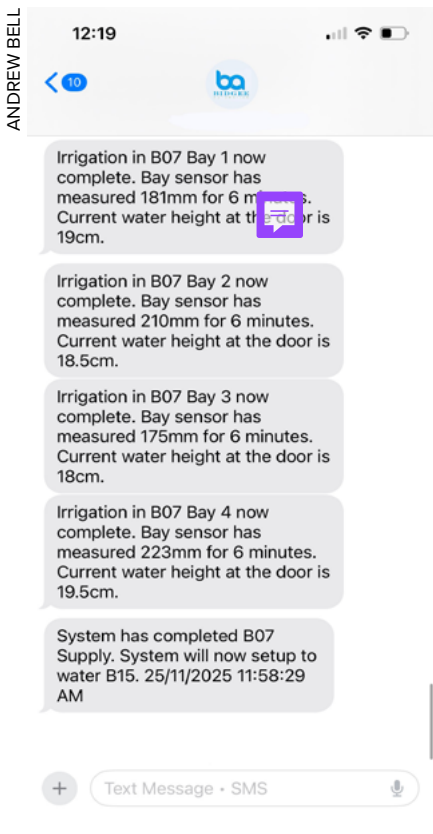 ANDREW BELL
12:19
10
ba
BIDGEE
Irrigation in B07 Bay 1 now
complete. Bay sensor has
measured 181mm for 6
Current water height at the door is
19cm.
Irrigation in B07 Bay 2 now
complete. Bay sensor has
measured 210mm for 6 minutes.
Current water height at the door is
18.5cm.
Irrigation in B07 Bay 3 now
complete. Bay sensor has
measured 175mm for 6 minutes.
Current water height at the door is
18cm.
Irrigation in B07 Bay 4 now
complete. Bay sensor has
measured 223mm for 6 minutes.
Current water height at the door is
19.5cm.
System has completed B07
Supply. System will now setup to
water B15. 25/11/2025 11:58:29
AM
Text Message • SMS